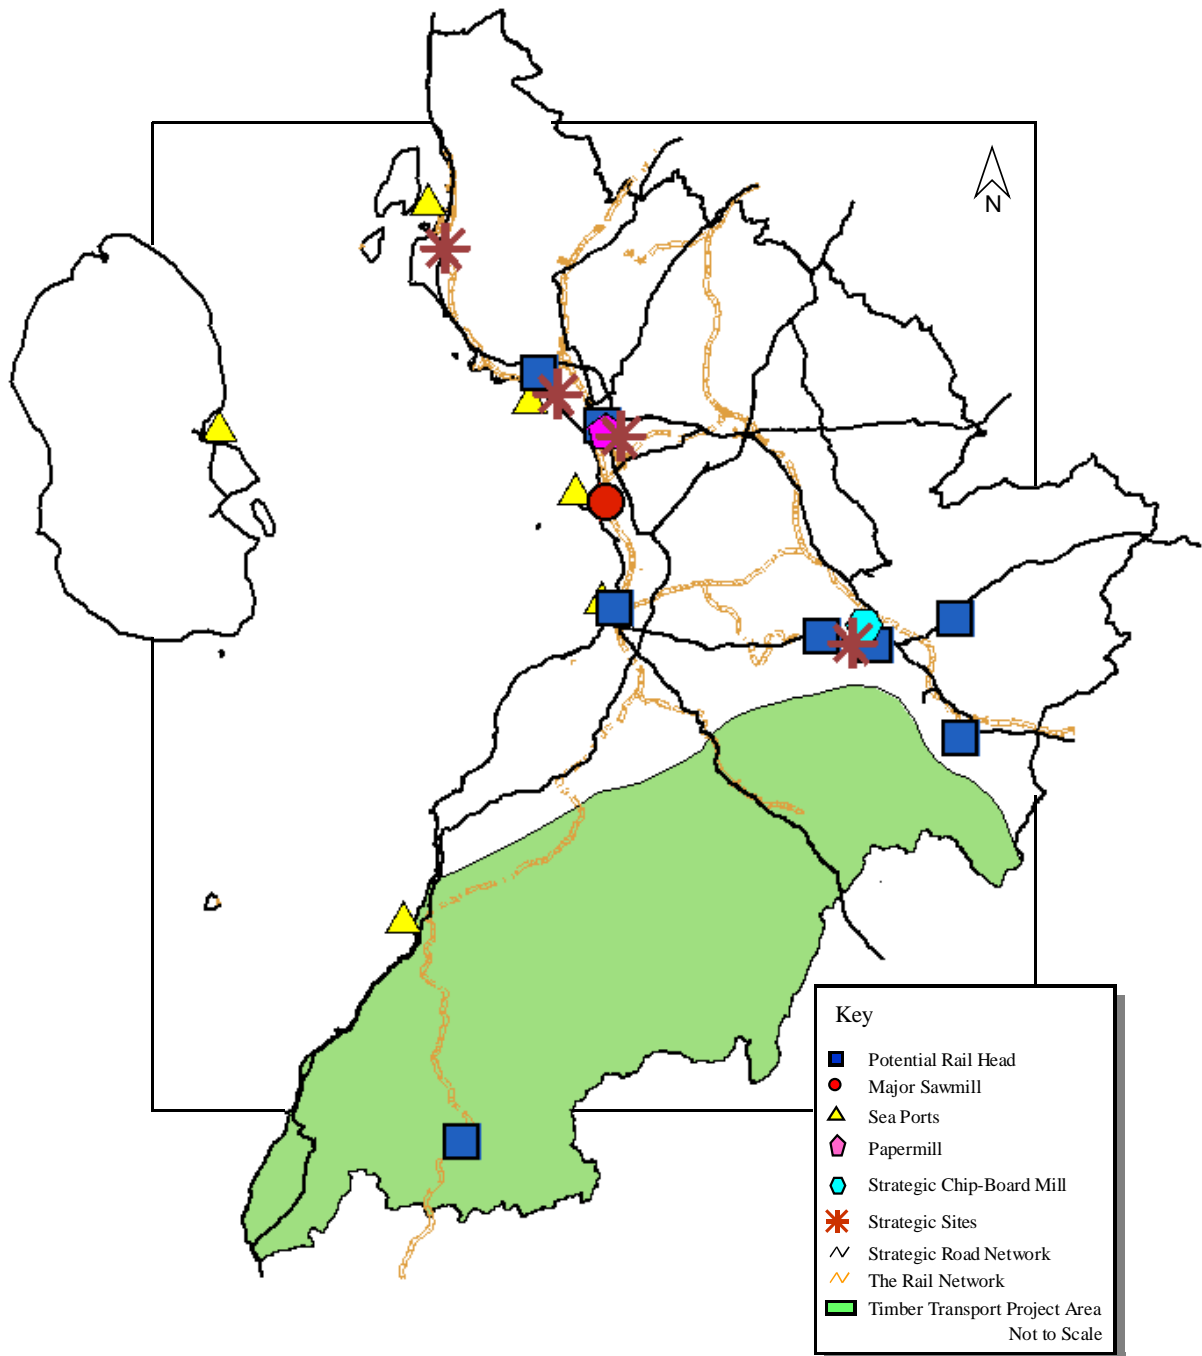 N
Key
Potential Rail Head
Major Sawmill
Sea Ports
Papermill
Strategic Chip-Board Mill
Strategic Sites
Strategic Road Network
The Rail Network
Timber Transport Project Area
Not to Scale